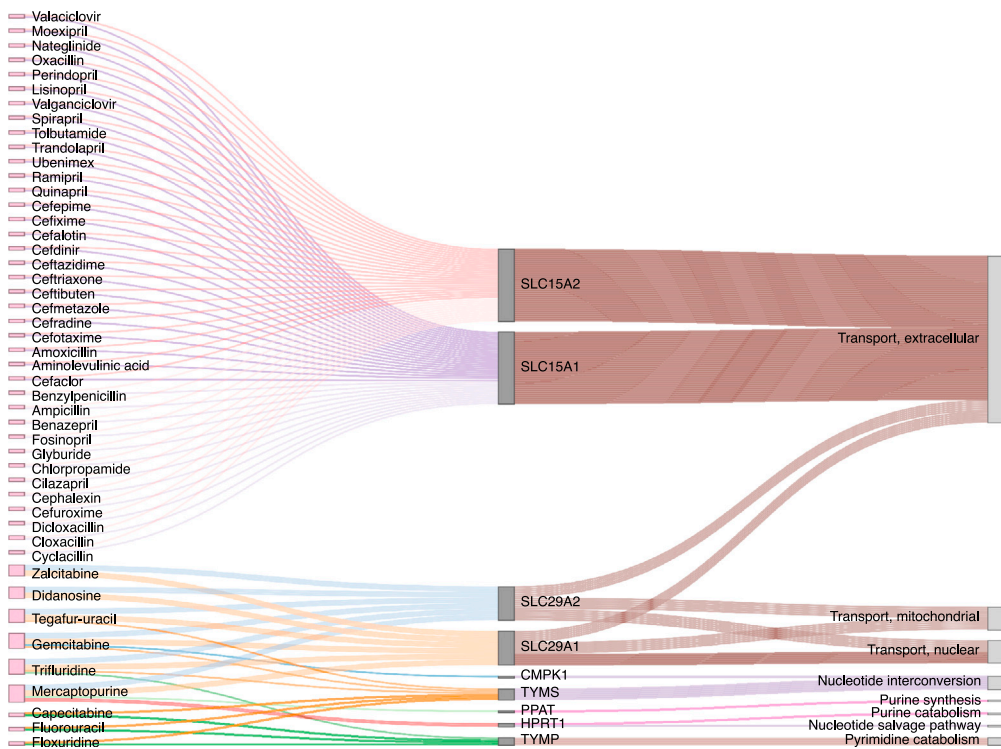 Valaciclovir
Moexipril
Nateglinide
Oxacillin
Perindopril
Lisinopril
Valganciclovir
Spirapril
Tolbutamide
Trandolapril
Ubenimex
Ramipril
Quinapril
Cefepime
Cefixime
Cefalotin
Cefdinir
Ceftazidime
Ceftriaxone
Ceftibuten
Cefmetazole
Cefradine
Cefotaxime
Amoxicillin
Aminolevulinic acid
Cefaclor
Benzylpenicillin
Ampicillin
Benazepril
Fosinopril
Glyburide
Chlorpropamide
Cilazapril
Cephalexin
Cefuroxime
Dicloxacillin
Cloxacillin
Cyclacillin
Zalcitabine
Didanosine
Tegafur-uracil
Gemcitabine
Trifluridine
Mercaptopurine
Capecitabine
Fluorouracil
Floxuridine
SLC15A2
SLC15A1
SLC29A2
SLC29A1
CMPK1
TYMS
PPAT
HPRT1
TYMP
Transport, extracellular
Transport, mitochondrial
Transport, nuclear
Nucleotide interconversion
Purine synthesis
Purine catabolism
Nucleotide salvage pathway
Pyrimidine catabolism